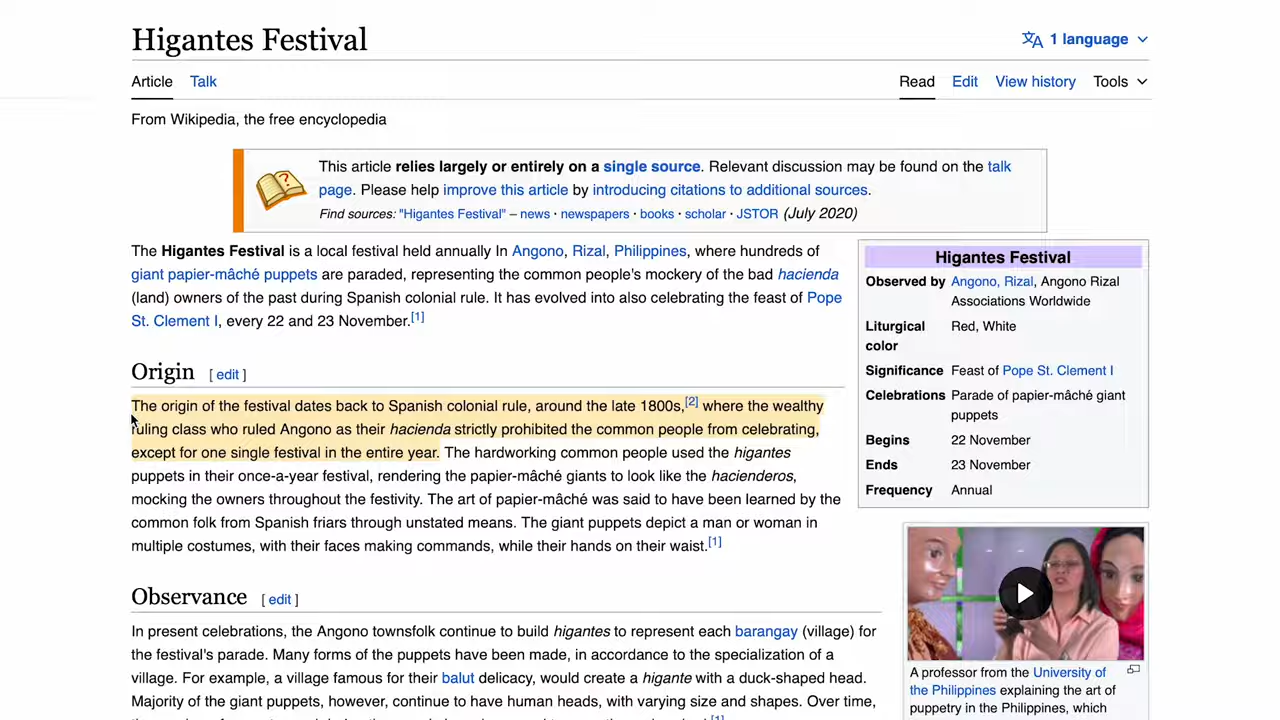 Higantes Festival
1 language
Article Talk
Read Edit View history Tools
From Wikipedia, the free encyclopedia
This article relies largely or entirely on a single source. Relevant discussion may be found on the talk
page. Please help improve this article by introducing citations to additional sources.
Find sources: "Higantes Festival" – news · newspapers · books · scholar · JSTOR (July 2020)
The Higantes Festival is a local festival held annually In Angono, Rizal, Philippines, where hundreds of
giant papier-mâché puppets are paraded, representing the common people's mockery of the bad hacienda
(land) owners of the past during Spanish colonial rule. It has evolved into also celebrating the feast of Pope
St. Clement I, every 22 and 23 November.[1]
Origin [ edit ]
The origin of the festival dates back to Spanish colonial rule, around the late 1800s,[2] where the wealthy
ruling class who ruled Angono as their hacienda strictly prohibited the common people from celebrating,
except for one single festival in the entire year. The hardworking common people used the higantes
puppets in their once-a-year festival, rendering the papier-mâché giants to look like the hacienderos,
mocking the owners throughout the festivity. The art of papier-mâché was said to have been learned by the
common folk from Spanish friars through unstated means. The giant puppets depict a man or woman in
multiple costumes, with their faces making commands, while their hands on their waist.[1]
Observance [ edit ]
In present celebrations, the Angono townsfolk continue to build higantes to represent each barangay (village) for
the festival's parade. Many forms of the puppets have been made, in accordance to the specialization of a
village. For example, a village famous for their balut delicacy, would create a higante with a duck-shaped head.
Majority of the giant puppets, however, continue to have human heads, with varying size and shapes. Over time,
Higantes Festival
Observed by Angono, Rizal, Angono Rizal
Associations Worldwide
Liturgical Red, White
color
Significance Feast of Pope St. Clement I
Celebrations Parade of papier-mâché giant
puppets
Begins 22 November
Ends 23 November
Frequency Annual
A professor from the University of
the Philippines explaining the art of
puppetry in the Philippines, which